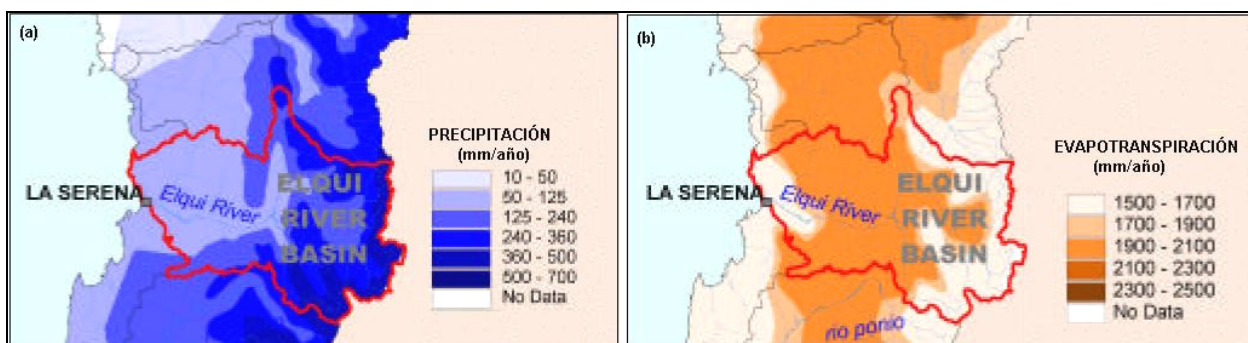 (a)
LA SERENA
Elqui River
ELQUI
RIVER
BASIN
PRECIPITACIÓN
(mm/año)
10 - 50
50 - 125
125 - 240
240 - 360
360 - 500
500 - 700
No Data
(b)
LA SERENA
Elqui River
ELQUI
RIVER
BASIN
rio ponio
EVAPOTRANSPIRACIÓN
(mm/año)
1500 - 1700
1700 - 1900
1900 - 2100
2100 - 2300
2300 - 2500
No Data